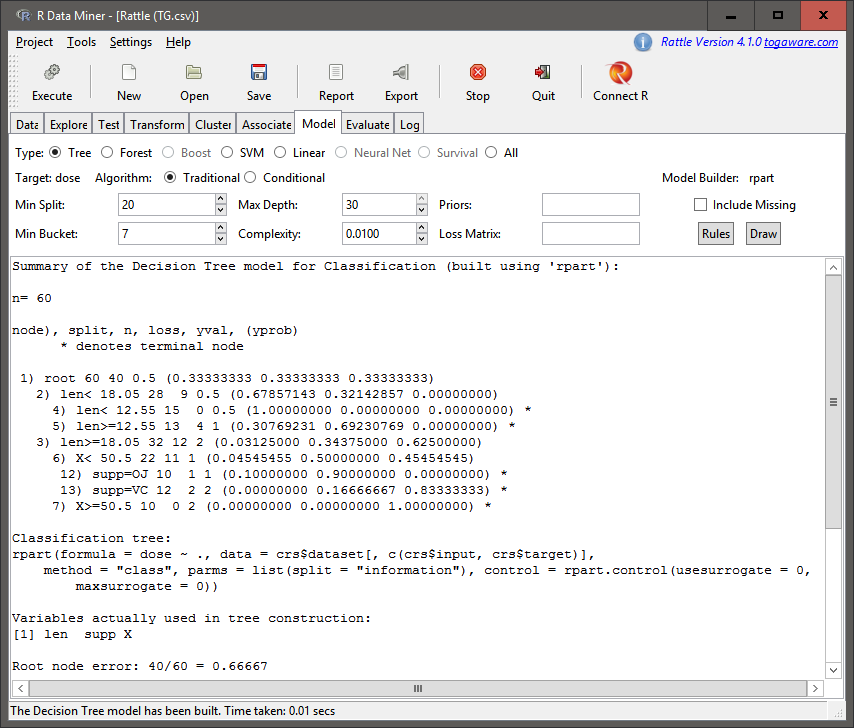 R Data Miner - [Rattle (TG.csv)]
Project Tools Settings Help Rattle Version 4.1.0 togaware.com
Execute New Open Save Report Export Stop Quit Connect R
Data Explore Test Transform Cluster Associate Model Evaluate Log
Type: Tree Forest Boost SVM Linear Neural Net Survival All
Target: dose Algorithm: Traditional Conditional Model Builder: rpart
Min Split: 20 Max Depth: 30 Priors: Include Missing
Min Bucket: 7 Complexity: 0.0100 Loss Matrix: Rules Draw
Summary of the Decision Tree model for Classification (built using 'rpart'):
n= 60
node), split, n, loss, yval, (yprob)
* denotes terminal node
1) root 60 40 0.5 (0.33333333 0.33333333 0.33333333)
2) len< 18.05 28  9 0.5 (0.67857143 0.32142857 0.00000000)
4) len< 12.55 15  0 0.5 (1.00000000 0.00000000 0.00000000) *
5) len>=12.55 13  4 1 (0.30769231 0.69230769 0.00000000) *
3) len>=18.05 32 12 2 (0.03125000 0.34375000 0.62500000)
6) X< 50.5 22 11 1 (0.04545455 0.50000000 0.45454545)
12) supp=OJ 10  1 1 (0.10000000 0.90000000 0.00000000) *
13) supp=VC 12  2 2 (0.00000000 0.16666667 0.83333333) *
7) X>=50.5 10  0 2 (0.00000000 0.00000000 1.00000000) *
Classification tree:
rpart(formula = dose ~ ., data = crs$dataset[, c(crs$input, crs$target)],
method = "class", parms = list(split = "information"), control = rpart.control(usesurrogate = 0,
maxsurrogate = 0))
Variables actually used in tree construction:
[1] len  supp X
Root node error: 40/60 = 0.66667
The Decision Tree model has been built. Time taken: 0.01 secs